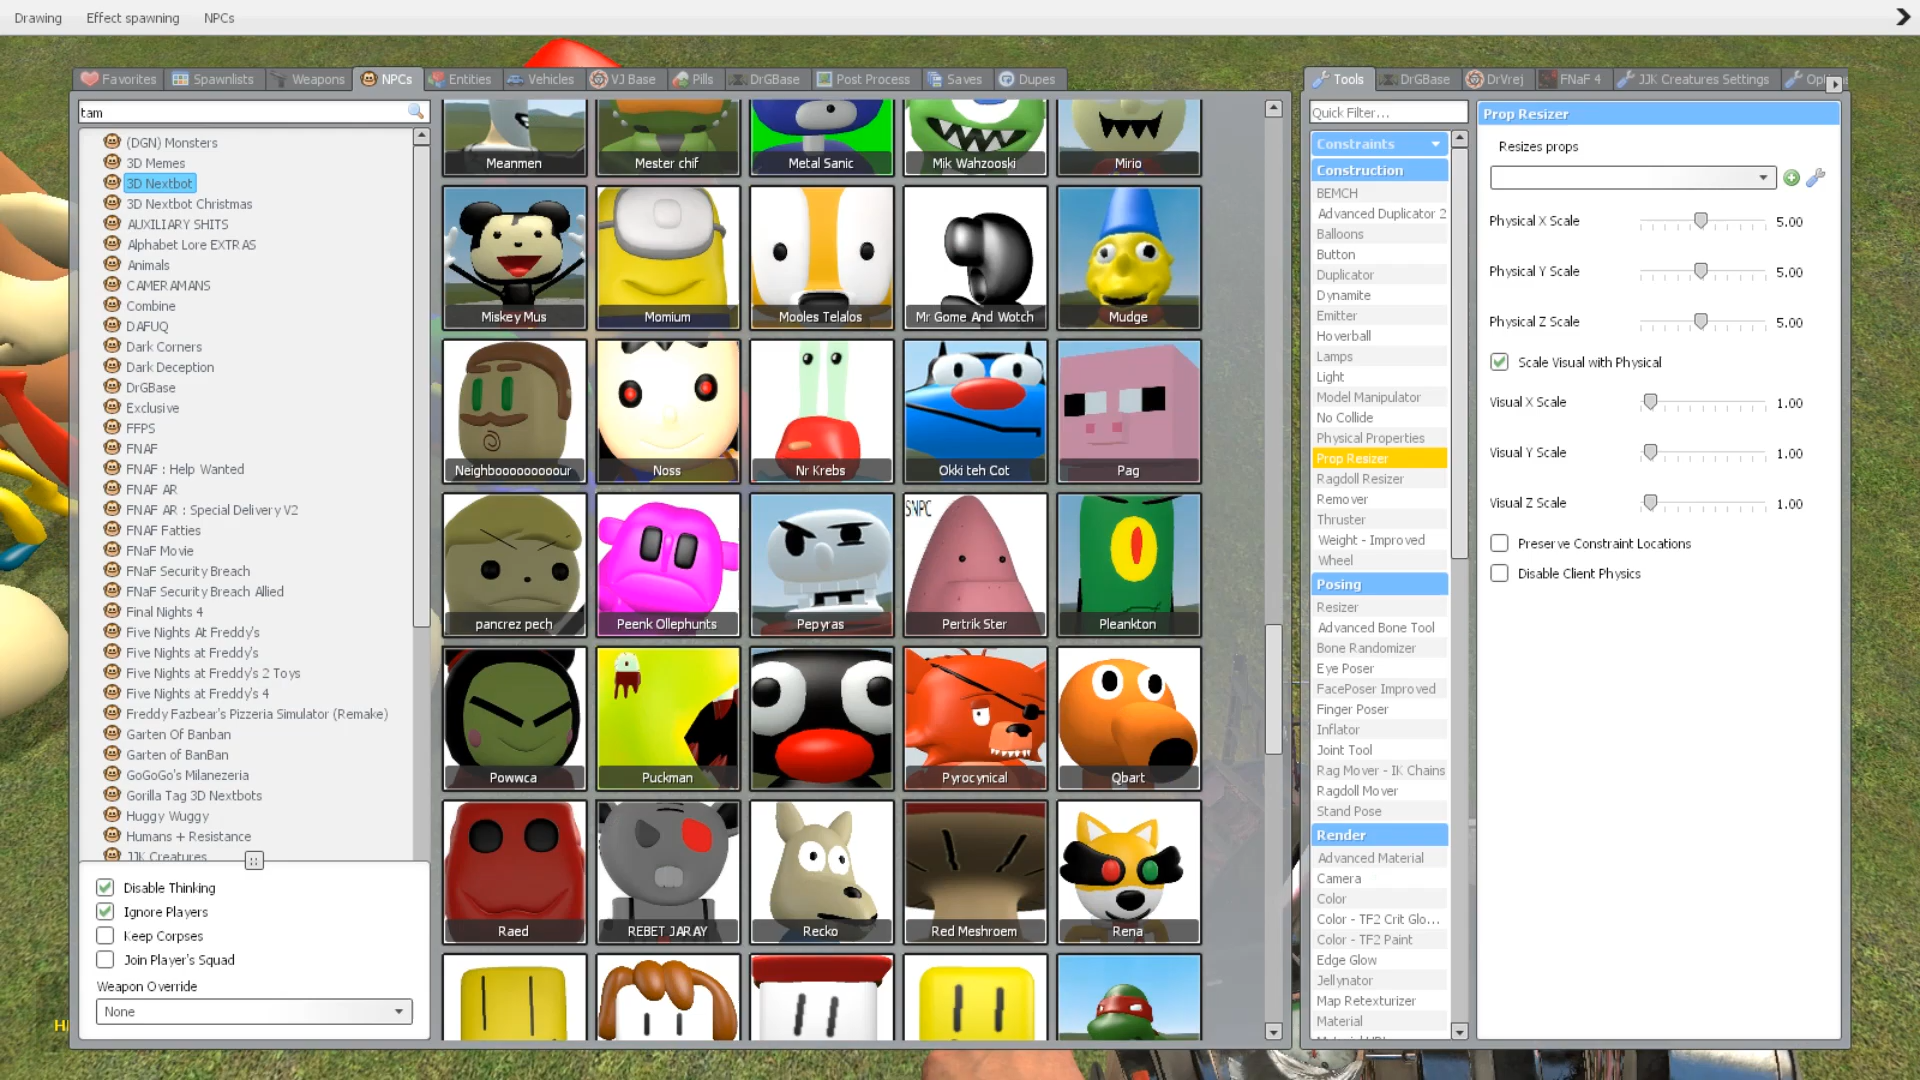 Drawing Effect spawning NPCs
Favorites Spawnlists Weapons NPCs Entities Vehicles VJ Base Pills DrGBase Post Process Saves Dupes
Tools DrGBase DrVrej FNaF 4 JJK Creatures Settings
tam
(DGN) Monsters
3D Memes
3D Nextbot
3D Nextbot Christmas
AUXILIARY SHITS
Alphabet Lore EXTRAS
Animals
CAMERAMANS
Combine
DAFUQ
Dark Corners
Dark Deception
DrGBase
Exclusive
FFPS
FNAF
FNAF : Help Wanted
FNAF AR
FNAF AR : Special Delivery V2
FNAF Fatties
FNaF Movie
FNaF Security Breach
FNaF Security Breach Allied
Final Nights 4
Five Nights At Freddy's
Five Nights at Freddy's
Five Nights at Freddy's 2 Toys
Five Nights at Freddy's 4
Freddy Fazbear's Pizzeria Simulator (Remake)
Garten Of Banban
Garten of BanBan
GoGoGo's Milanezeria
Gorilla Tag 3D Nextbots
Huggy Wuggy
Humans + Resistance
JJK Creatures
Disable Thinking
Ignore Players
Keep Corpses
Join Player's Squad
Weapon Override
None
Meanmen Mester chif Metal Sanic Mik Wahzooski Mirio
Miskey Mus Momium Mooles Telalos Mr Gome And Wotch Mudge
Neighboooooooooour Noss Nr Krebs Okki teh Cot Pag
SNPC
pancrez pech Peenk Ollephunts Pepyras Pertrik Ster Pleankton
Powwca Puckman Pyrocynical Qbart
Raed REBET JARAY Recko Red Meshroem Rena
Quick Filter...
Constraints
Construction
BEMCH
Advanced Duplicator 2
Balloons
Button
Duplicator
Dynamite
Emitter
Hoverball
Lamps
Light
Model Manipulator
No Collide
Physical Properties
Prop Resizer
Ragdoll Resizer
Remover
Thruster
Weight - Improved
Wheel
Posing
Resizer
Advanced Bone Tool
Bone Randomizer
Eye Poser
FacePoser Improved
Finger Poser
Inflator
Joint Tool
Rag Mover - IK Chains
Ragdoll Mover
Stand Pose
Render
Advanced Material
Camera
Color
Color - TF2 Crit Glo...
Color - TF2 Paint
Edge Glow
Jellynator
Map Retexturizer
Material
Prop Resizer
Resizes props
Physical X Scale 5.00
Physical Y Scale 5.00
Physical Z Scale 5.00
Scale Visual with Physical
Visual X Scale 1.00
Visual Y Scale 1.00
Visual Z Scale 1.00
Preserve Constraint Locations
Disable Client Physics